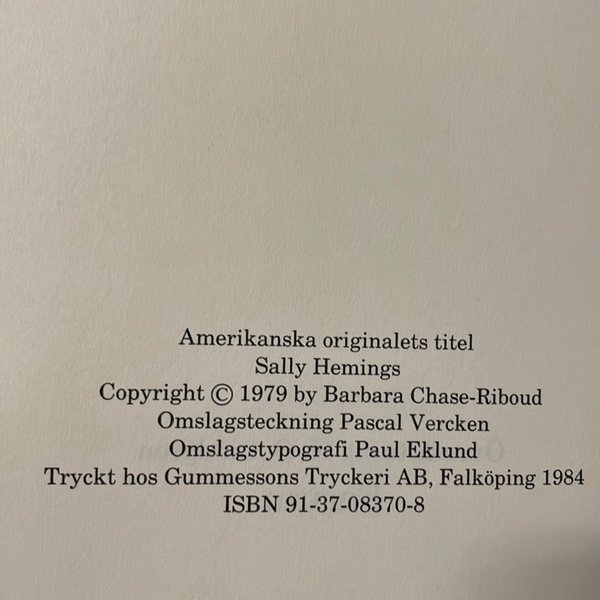 Amerikanska originalets titel
Sally Hemings
Copyright © 1979 by Barbara Chase-Riboud
Omslagsteckning Pascal Vercken
Omslagstypografi Paul Eklund
Tryckt hos Gummessons Tryckeri AB, Falköping 1984
ISBN 91-37-08370-8